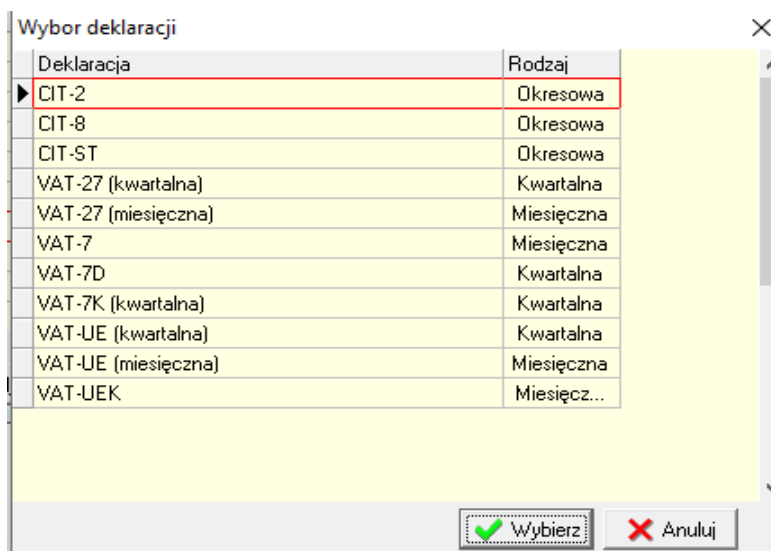 Wybor deklaracji
Deklaracja Rodzaj
CIT-2 Okresowa
CIT-8 Okresowa
CIT-ST Okresowa
VAT-27 (kwartalna) Kwartalna
VAT-27 (miesięczna) Miesięczna
VAT-7 Miesięczna
VAT-7D Kwartalna
VAT-7K (kwartalna) Kwartalna
VAT-UE (kwartalna) Kwartalna
VAT-UE (miesięczna) Miesięczna
VAT-UEK Miesięcz...
Wybierz Anuluj